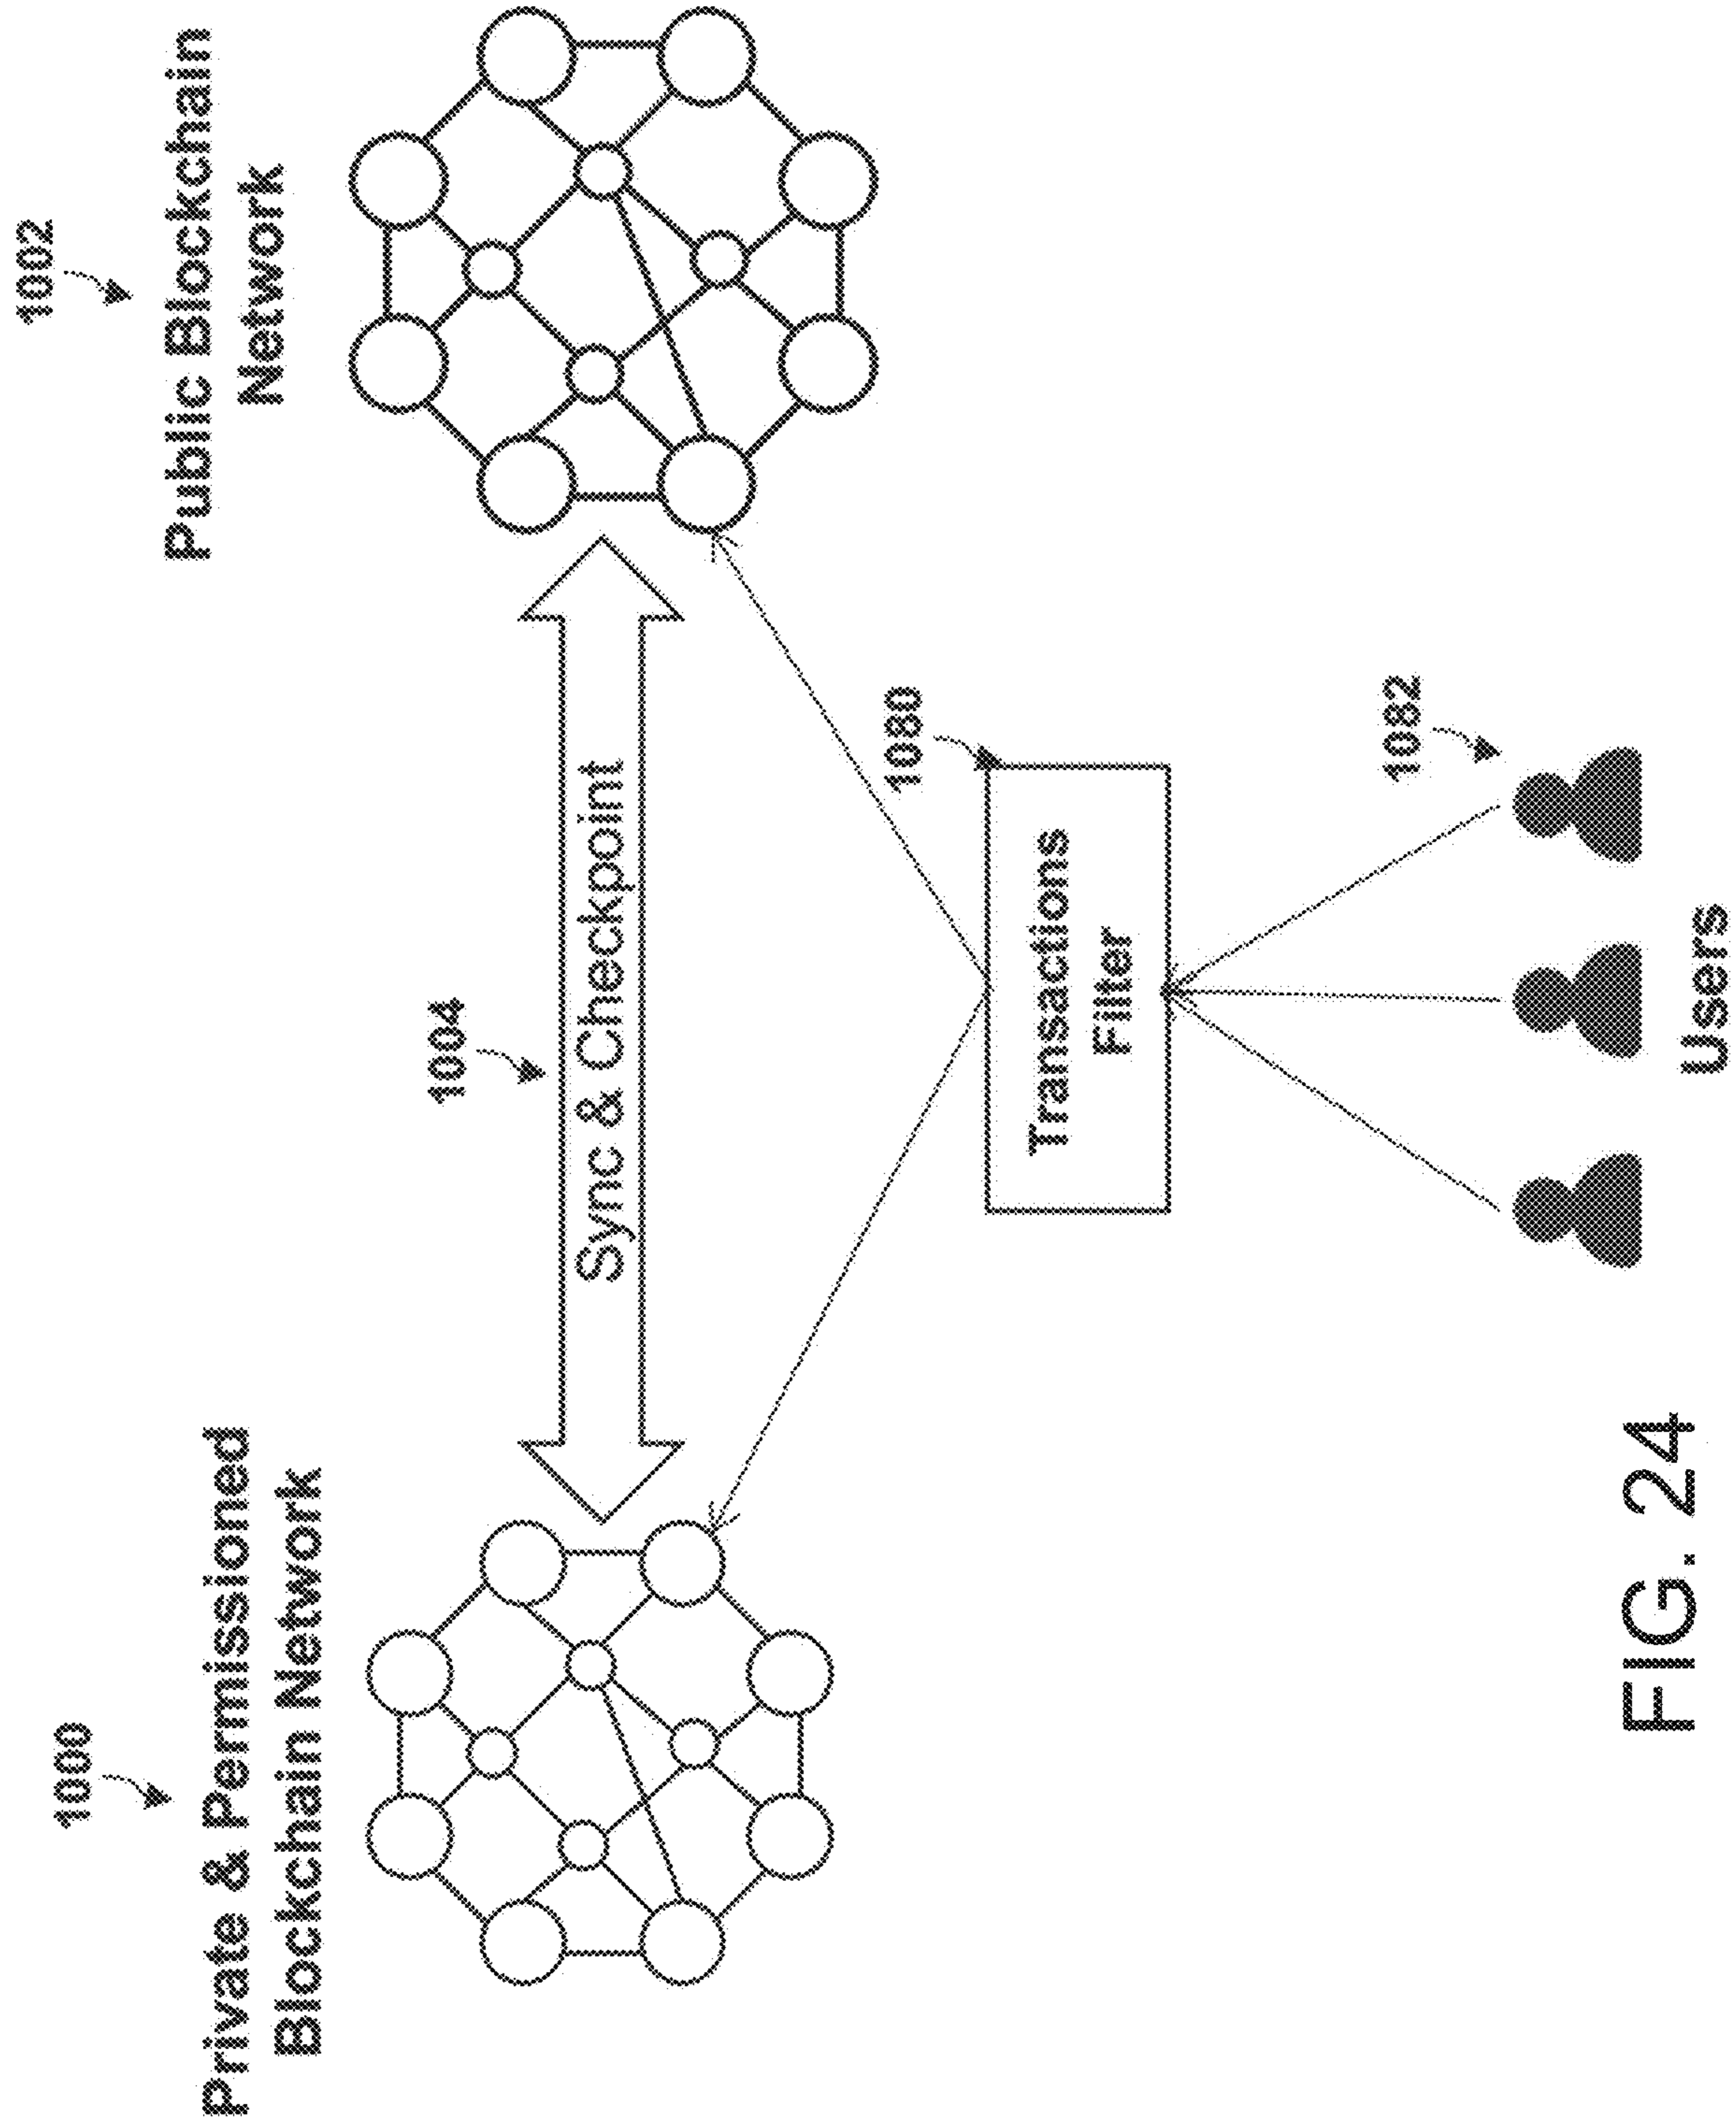 1000
Private & Permissioned
Blockchain Network
1002
Public Blockchain
Network
1004
Sync & Checkpoint
1080
Transactions
Filter
1082
Users
FIG. 24